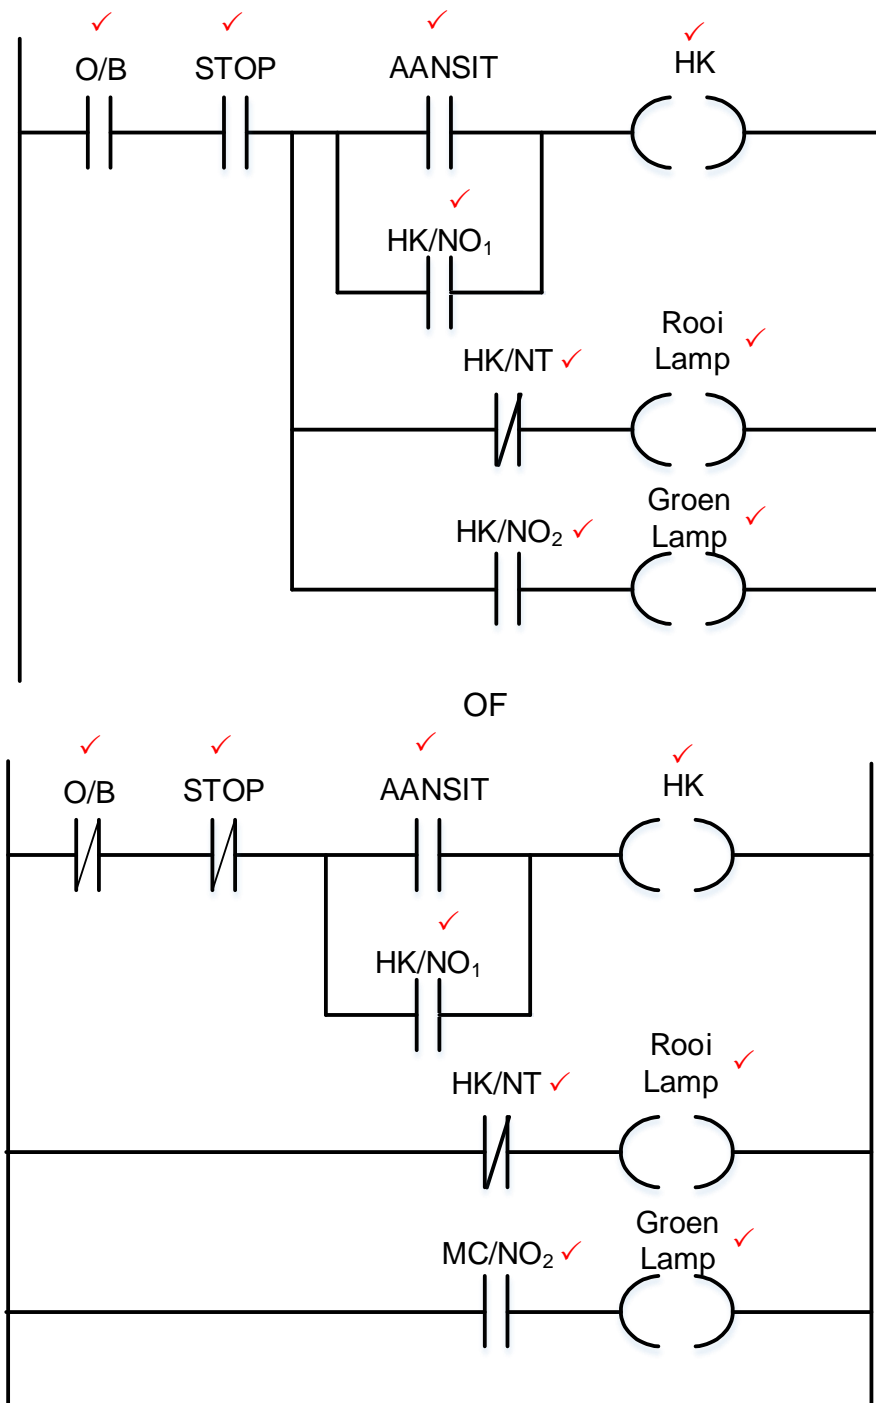 O/B STOP AANSIT HK
HK/NO₁
Rooi
Lamp
HK/NT
Groen
Lamp
HK/NO₂
OF
O/B STOP AANSIT HK
HK/NO₁
Rooi
Lamp
HK/NT
Groen
Lamp
MC/NO₂